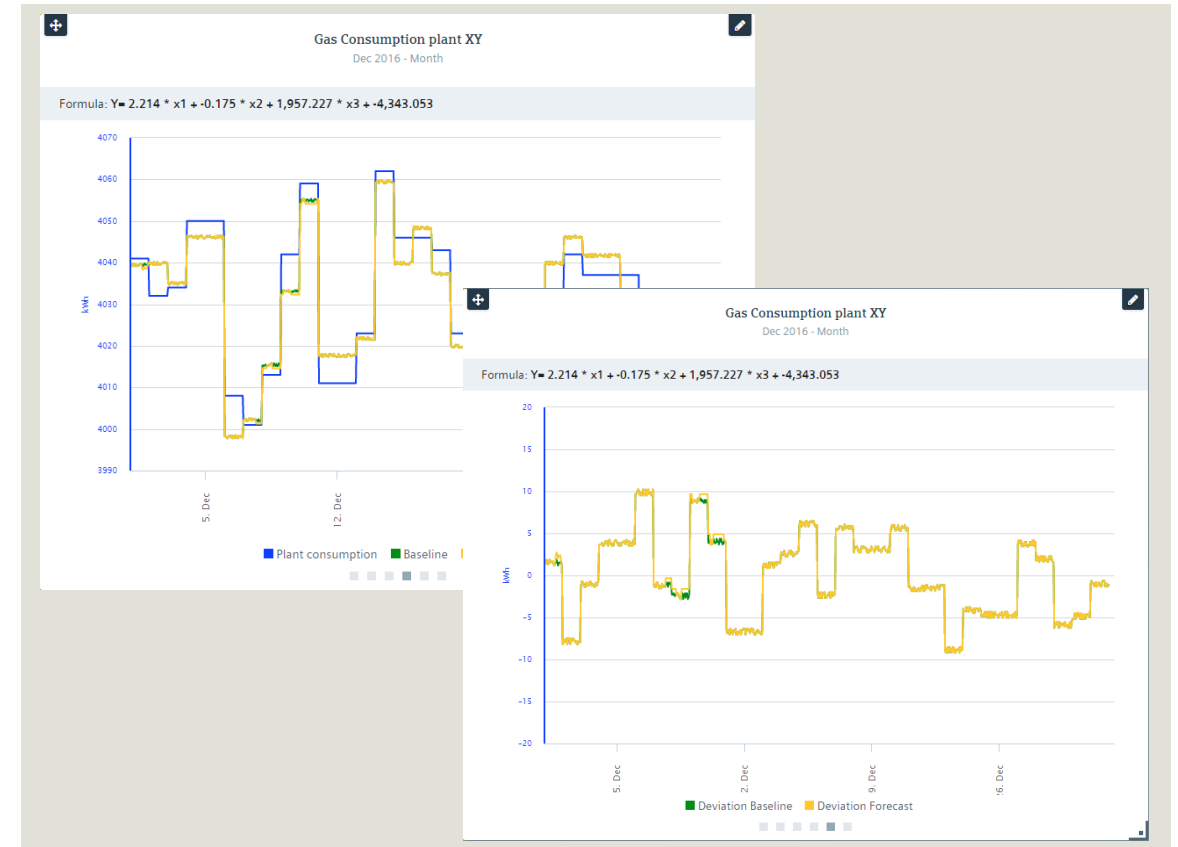 Gas Consumption plant XY
Dec 2016 - Month
Formula: Y= 2.214 * x1 + -0.175 * x2 + 1,957.227 * x3 + -4,343.053
4070
4060
4050
4040
4030
4020
4010
4000
3990
kWh
5. Dec
12. Dec
Plant consumption
Baseline
Gas Consumption plant XY
Dec 2016 - Month
Formula: Y= 2.214 * x1 + -0.175 * x2 + 1,957.227 * x3 + -4,343.053
20
15
10
5
0
-5
-10
-15
-20
kWh
5. Dec
2. Dec
9. Dec
26. Dec
Deviation Baseline
Deviation Forecast